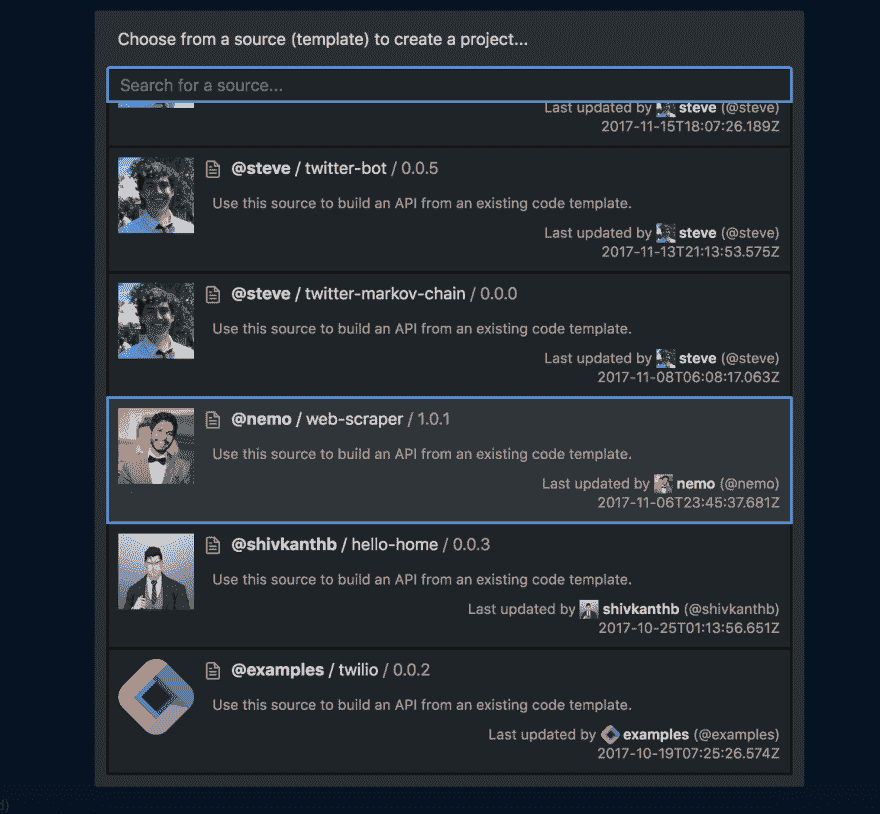 Choose from a source (template) to create a project...
Search for a source...
Last updated by steve (@steve)
2017-11-15T18:07:26.189Z
@steve / twitter-bot / 0.0.5
Use this source to build an API from an existing code template.
Last updated by steve (@steve)
2017-11-13T21:13:53.575Z
@steve / twitter-markov-chain / 0.0.0
Use this source to build an API from an existing code template.
Last updated by steve (@steve)
2017-11-08T06:08:17.063Z
@nemo / web-scraper / 1.0.1
Use this source to build an API from an existing code template.
Last updated by nemo (@nemo)
2017-11-06T23:45:37.681Z
@shivkanthb / hello-home / 0.0.3
Use this source to build an API from an existing code template.
Last updated by shivkanthb (@shivkanthb)
2017-10-25T01:13:56.651Z
@examples / twilio / 0.0.2
Use this source to build an API from an existing code template.
Last updated by examples (@examples)
2017-10-19T07:25:26.574Z